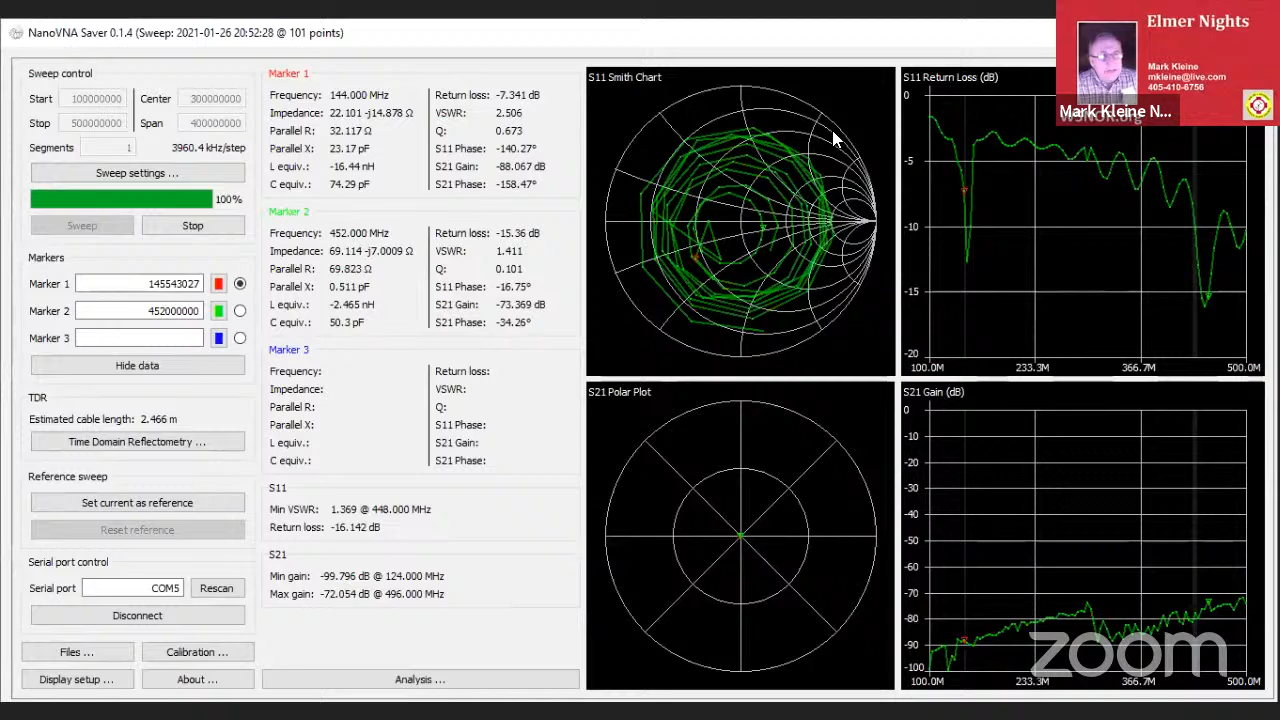 NanoVNA Saver 0.1.4 (Sweep: 2021-01-26 20:52:28 @ 101 points)
Elmer Nights
Mark Kleine
mkleine@live.com
405-410-6756
Mark Kleine N...
W5NOR.org
Sweep control
Start 100000000 Center 300000000
Stop 500000000 Span 400000000
Segments 1 3960.4 kHz/step
Sweep settings ...
100%
Sweep Stop
Markers
Marker 1 145543027
Marker 2 452000000
Marker 3
Hide data
TDR
Estimated cable length: 2.466 m
Time Domain Reflectometry ...
Reference sweep
Set current as reference
Reset reference
Serial port control
Serial port COM5 Rescan
Disconnect
Files ... Calibration ...
Display setup ... About ...
Marker 1
Frequency: 144.000 MHz Return loss: -7.341 dB
Impedance: 22.101 -j14.878 Ω VSWR: 2.506
Parallel R: 32.117 Ω Q: 0.673
Parallel X: 23.17 pF S11 Phase: -140.27°
L equiv.: -16.44 nH S21 Gain: -88.067 dB
C equiv.: 74.29 pF S21 Phase: -158.47°
Marker 2
Frequency: 452.000 MHz Return loss: -15.36 dB
Impedance: 69.114 -j7.0009 Ω VSWR: 1.411
Parallel R: 69.823 Ω Q: 0.101
Parallel X: 0.511 pF S11 Phase: -16.75°
L equiv.: -2.465 nH S21 Gain: -73.369 dB
C equiv.: 50.3 pF S21 Phase: -34.26°
Marker 3
Frequency: Return loss:
Impedance: VSWR:
Parallel R: Q:
Parallel X: S11 Phase:
L equiv.: S21 Gain:
C equiv.: S21 Phase:
S11
Min VSWR: 1.369 @ 448.000 MHz
Return loss: -16.142 dB
S21
Min gain: -99.796 dB @ 124.000 MHz
Max gain: -72.054 dB @ 496.000 MHz
Analysis ...
S11 Smith Chart
S11 Return Loss (dB)
0
-5
-10
-15
-20
100.0M 233.3M 366.7M 500.0M
S21 Polar Plot
S21 Gain (dB)
0
-10
-20
-30
-40
-50
-60
-70
-80
-90
-100
100.0M 233.3M 366.7M 500.0M
zoom